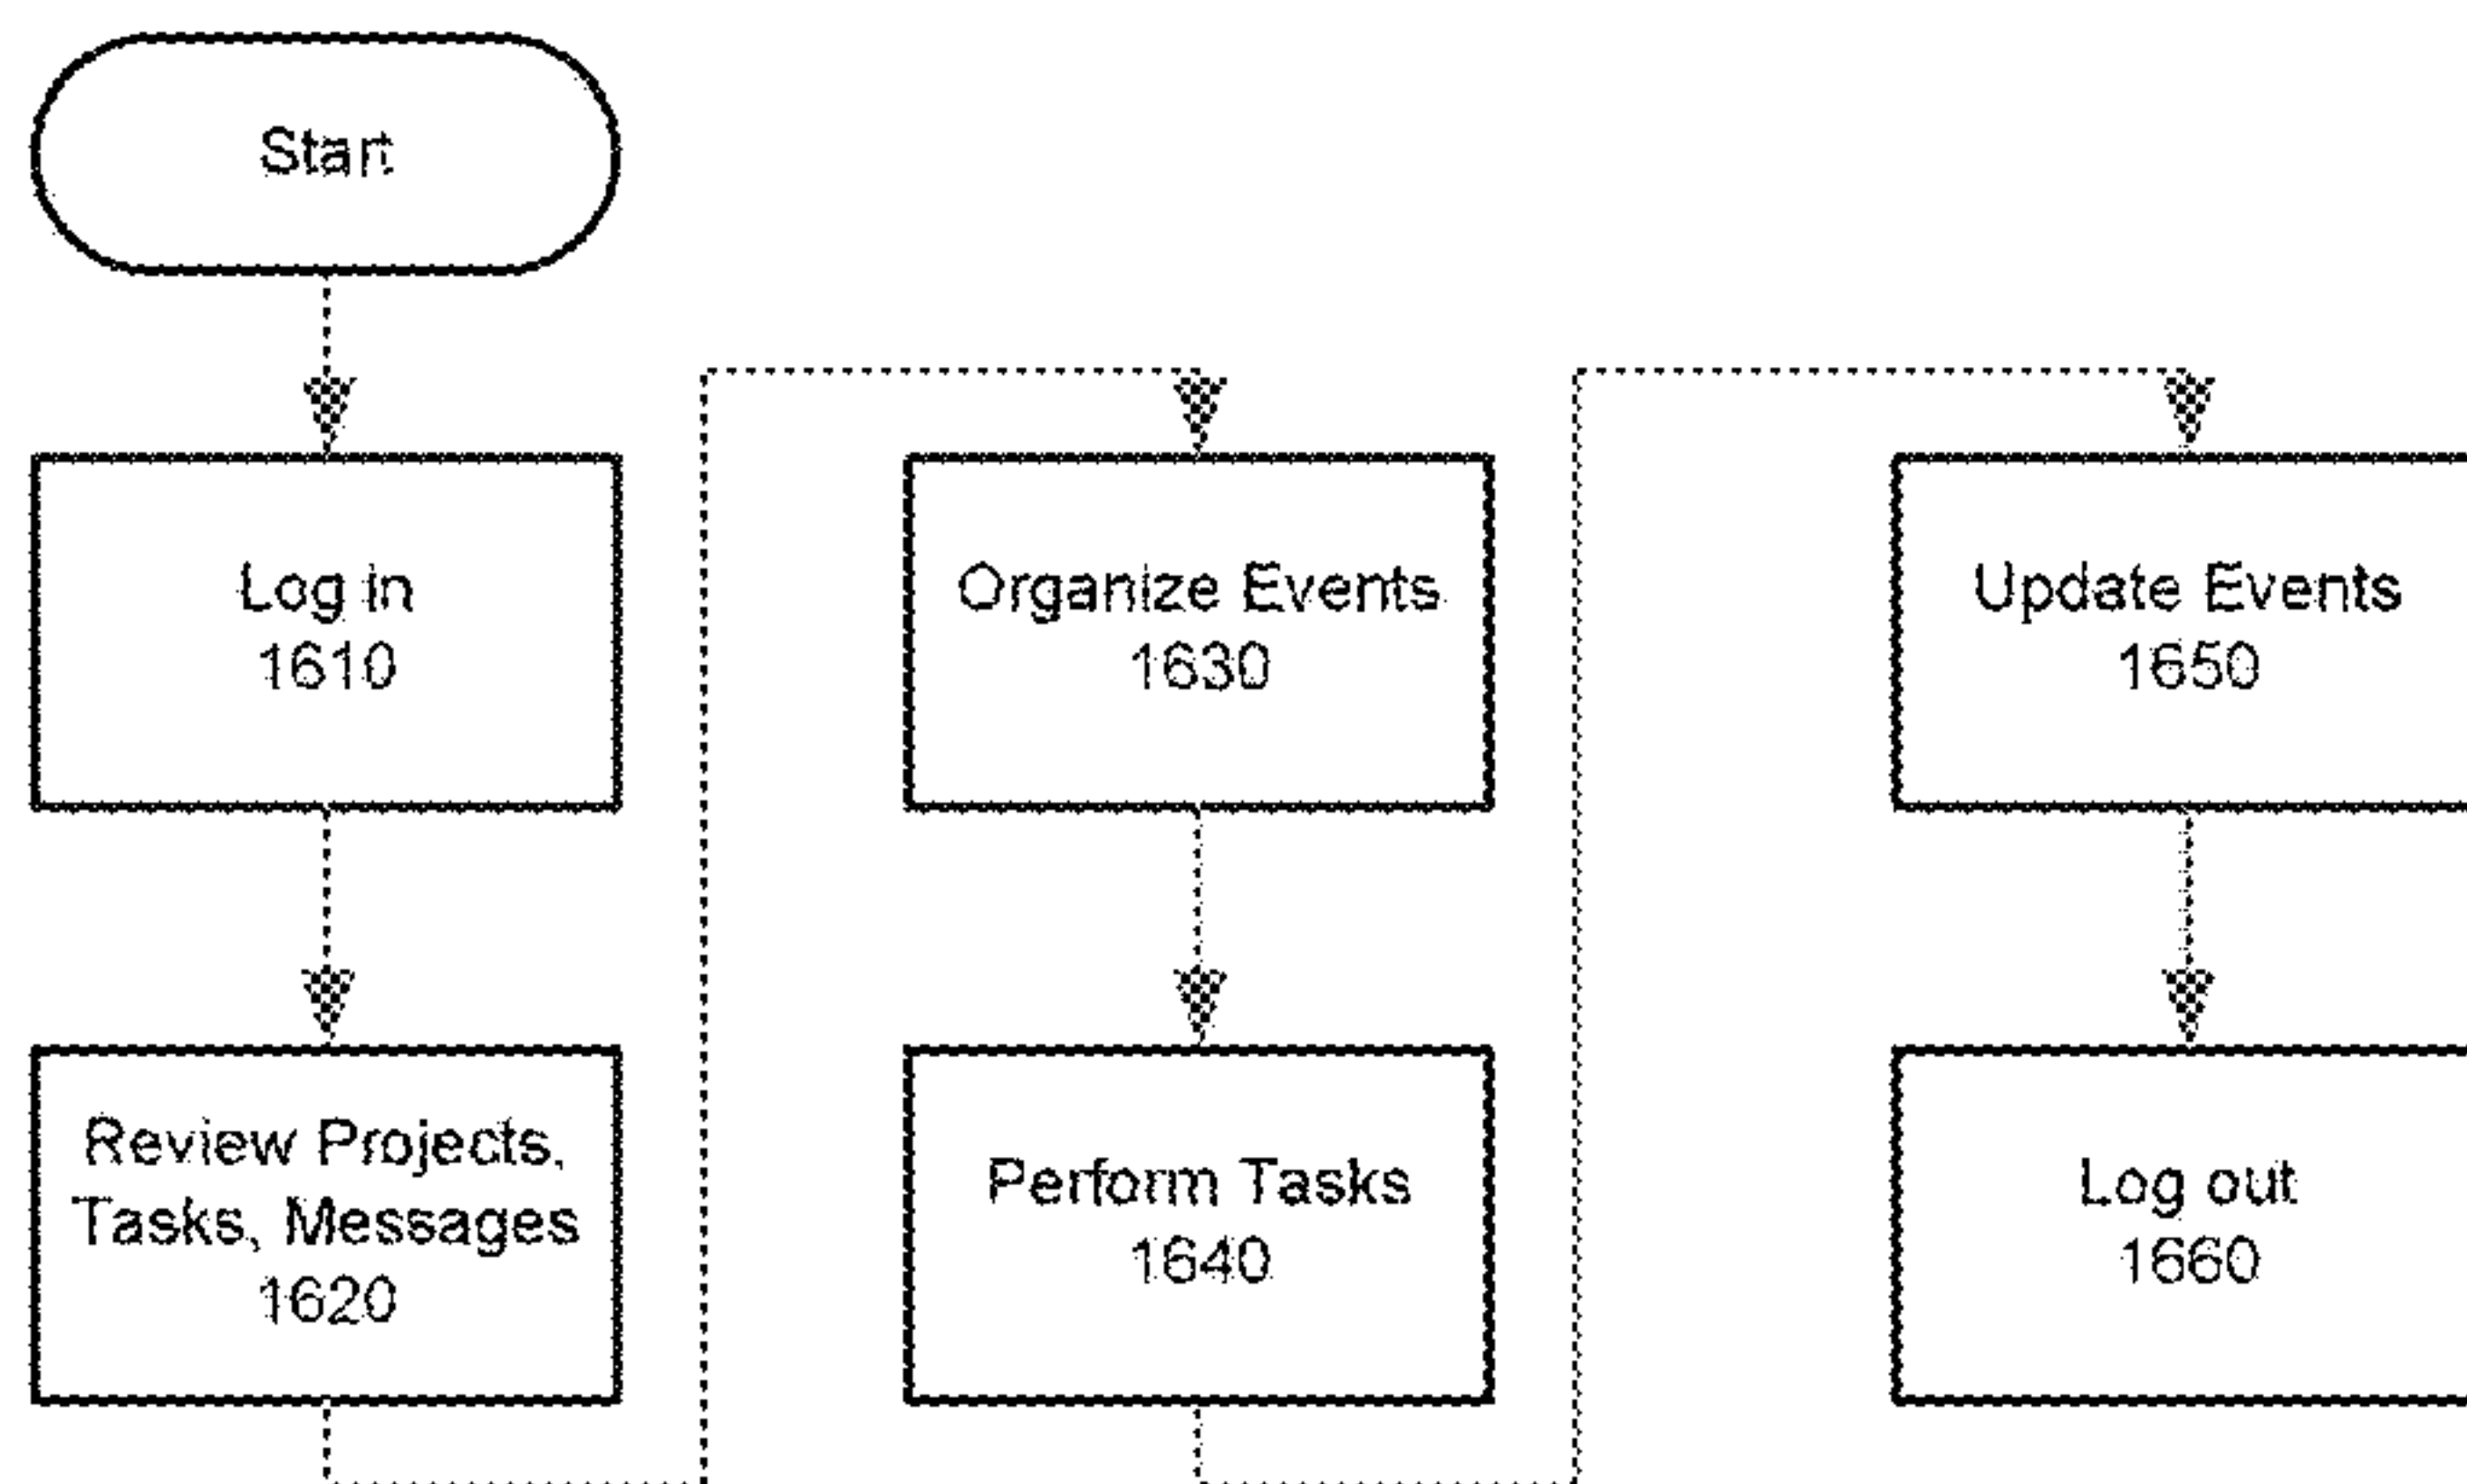 Start
Log in
1610
Review Projects,
Tasks, Messages
1620
Organize Events
1630
Perform Tasks
1640
Update Events
1650
Log out
1660